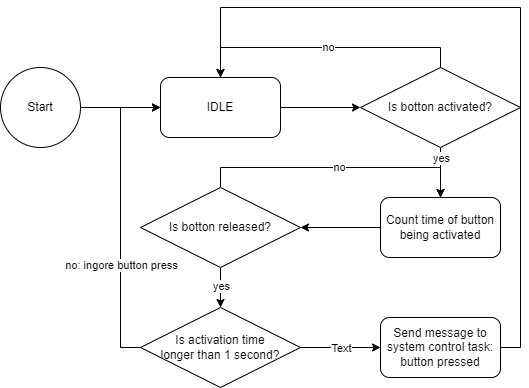 no
Start
IDLE
Is botton activated?
yes
no
Is botton released?
Count time of button
being activated
no: ingore button press
yes
Is activation time
longer than 1 second?
Text
Send message to
system control task:
button pressed